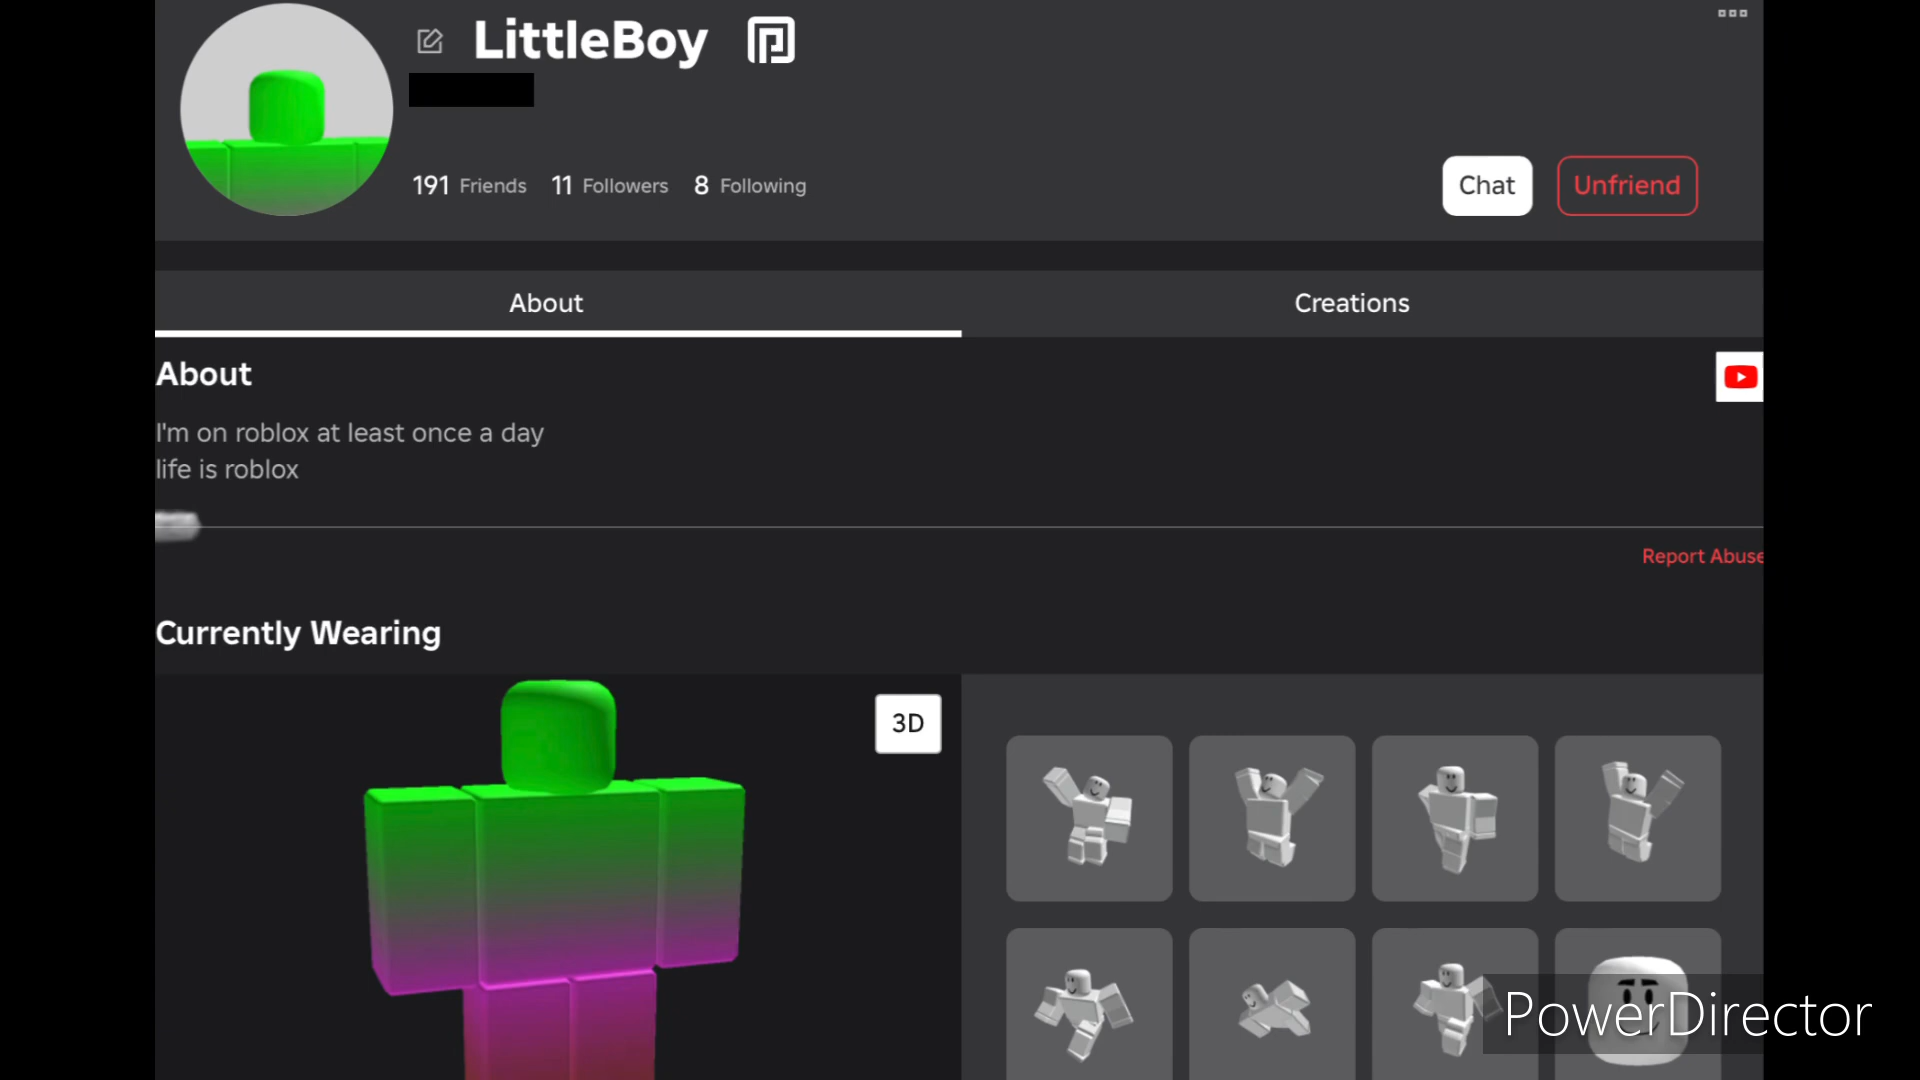 LittleBoy
191 Friends 11 Followers 8 Following
Chat
Unfriend
About
Creations
About
I'm on roblox at least once a day
life is roblox
Report Abuse
Currently Wearing
3D
PowerDirector